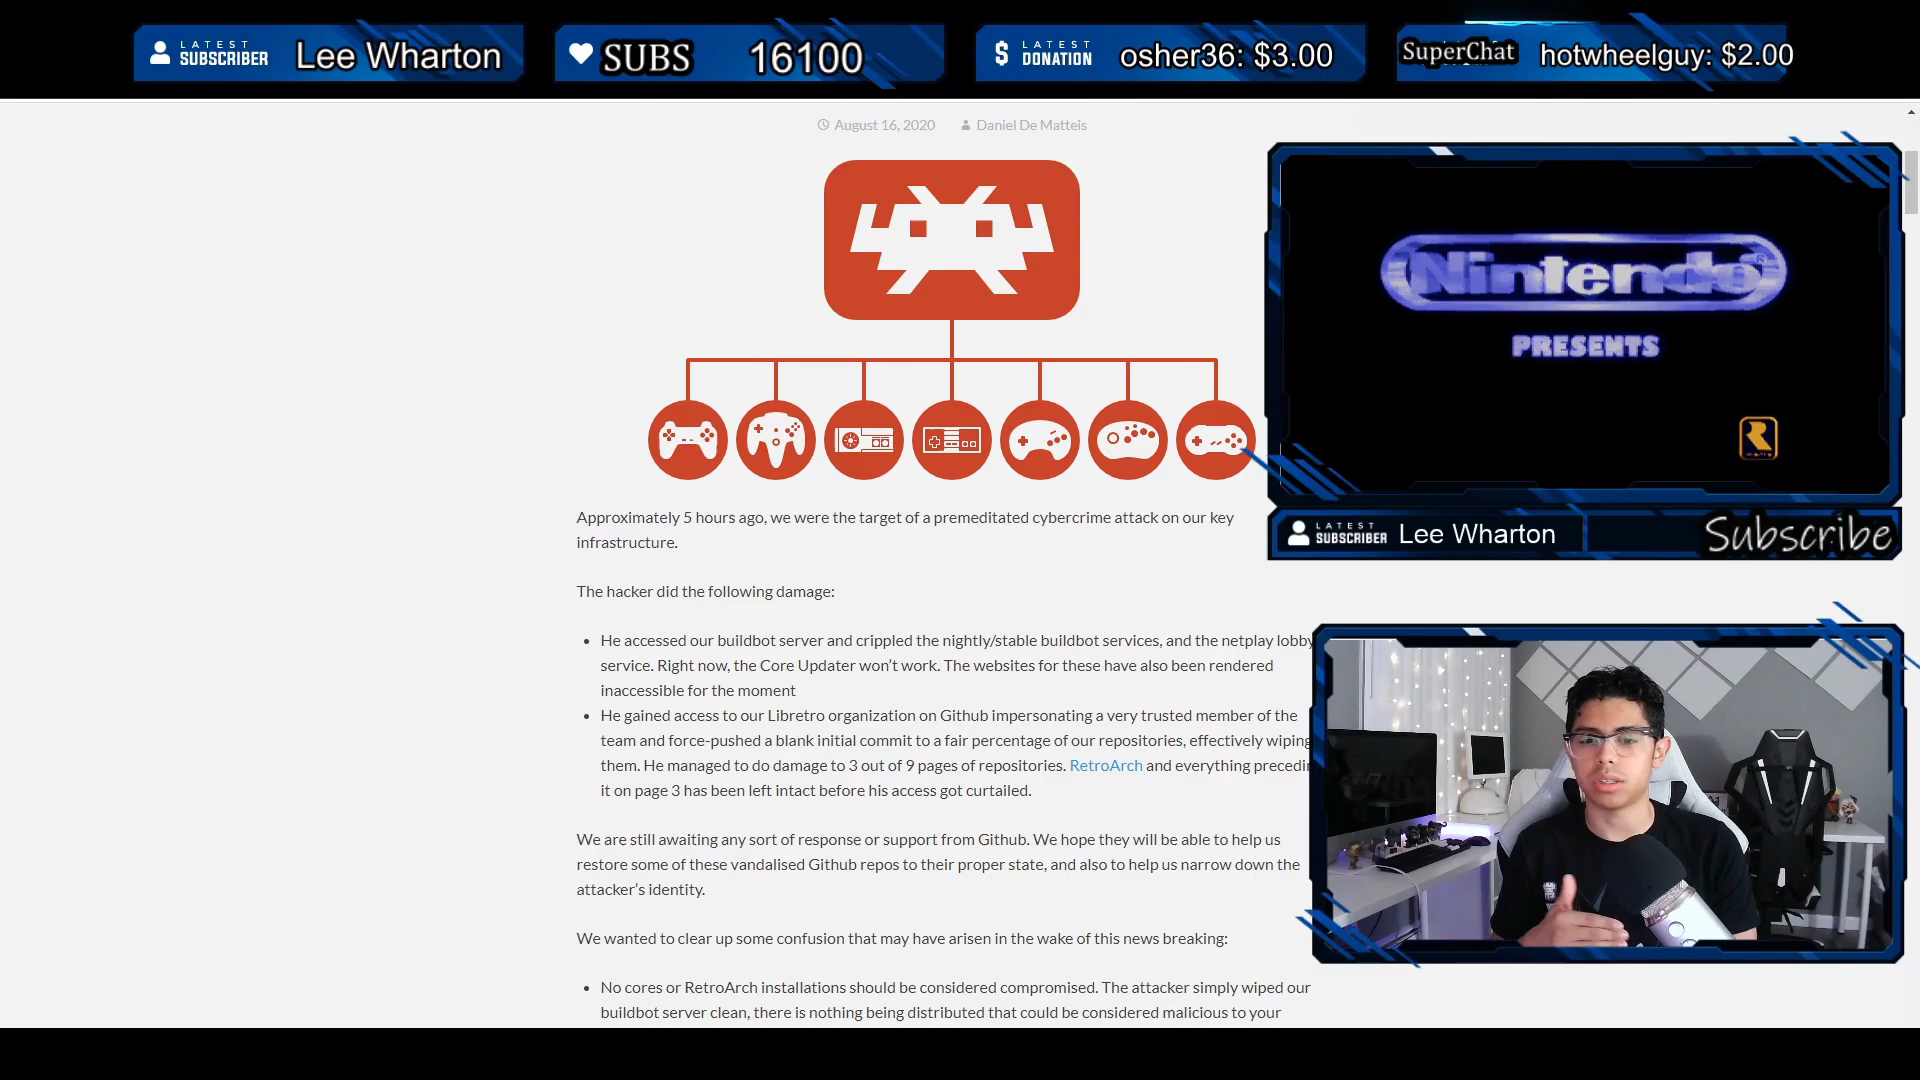 LATEST
SUBSCRIBER
Lee Wharton
SUBS
16100
LATEST
DONATION
osher36: $3.00
SuperChat
hotwheelguy: $2.00
August 16, 2020
Daniel De Matteis
Nintendo
PRESENTS
Approximately 5 hours ago, we were the target of a premeditated cybercrime attack on our key
infrastructure.
LATEST
SUBSCRIBER
Lee Wharton
Subscribe
The hacker did the following damage:
• He accessed our buildbot server and crippled the nightly/stable buildbot services, and the netplay lobby
service. Right now, the Core Updater won’t work. The websites for these have also been rendered
inaccessible for the moment
• He gained access to our Libretro organization on Github impersonating a very trusted member of the
team and force-pushed a blank initial commit to a fair percentage of our repositories, effectively wiping
them. He managed to do damage to 3 out of 9 pages of repositories. RetroArch and everything precedin
it on page 3 has been left intact before his access got curtailed.
We are still awaiting any sort of response or support from Github. We hope they will be able to help us
restore some of these vandalised Github repos to their proper state, and also to help us narrow down the
attacker’s identity.
We wanted to clear up some confusion that may have arisen in the wake of this news breaking:
• No cores or RetroArch installations should be considered compromised. The attacker simply wiped our
buildbot server clean, there is nothing being distributed that could be considered malicious to your